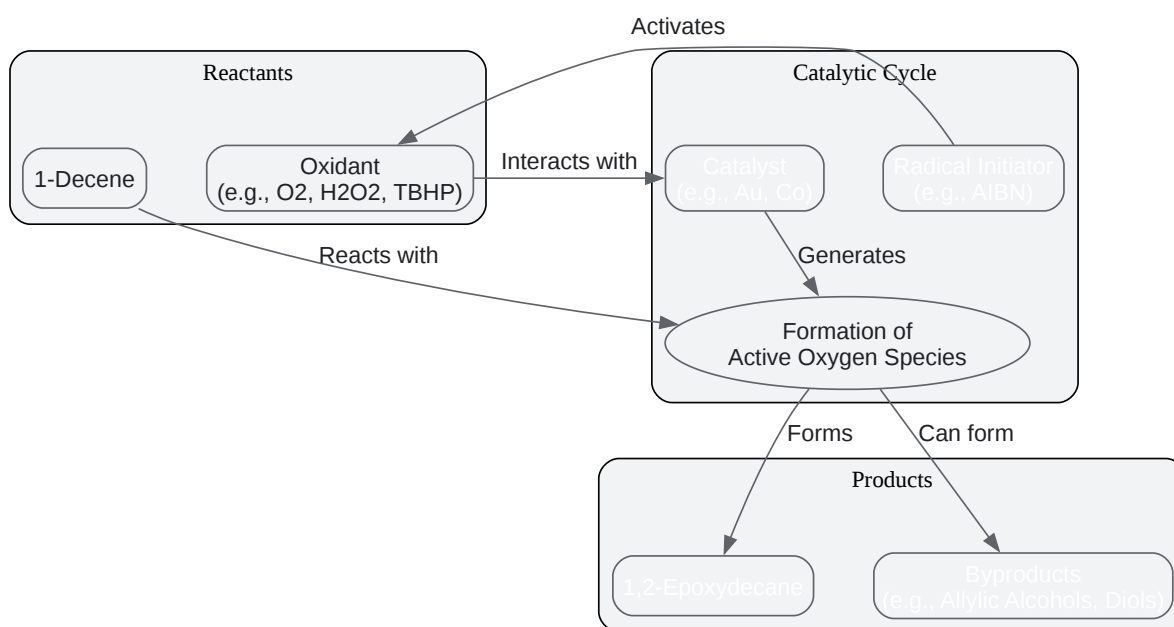 Activates
Reactants
Catalytic Cycle
1-Decene
Oxidant
(e.g., O2, H2O2, TBHP)
Interacts with
Catalyst
(e.g., Au, Co)
Radical Initiator
(e.g., AIBN)
Reacts with
Generates
Formation of
Active Oxygen Species
Forms
Can form
Products
1,2-Epoxydecane
Byproducts
(e.g., Allylic Alcohols, Diols)